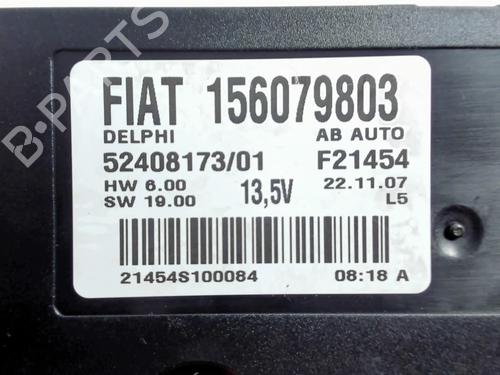 FIAT 156079803
DELPHI AB AUTO
52408173/01 F21454
HW 6.00 13,5V 22.11.07
SW 19.00 L5
21454S100084 08:18 A
B-PARTS